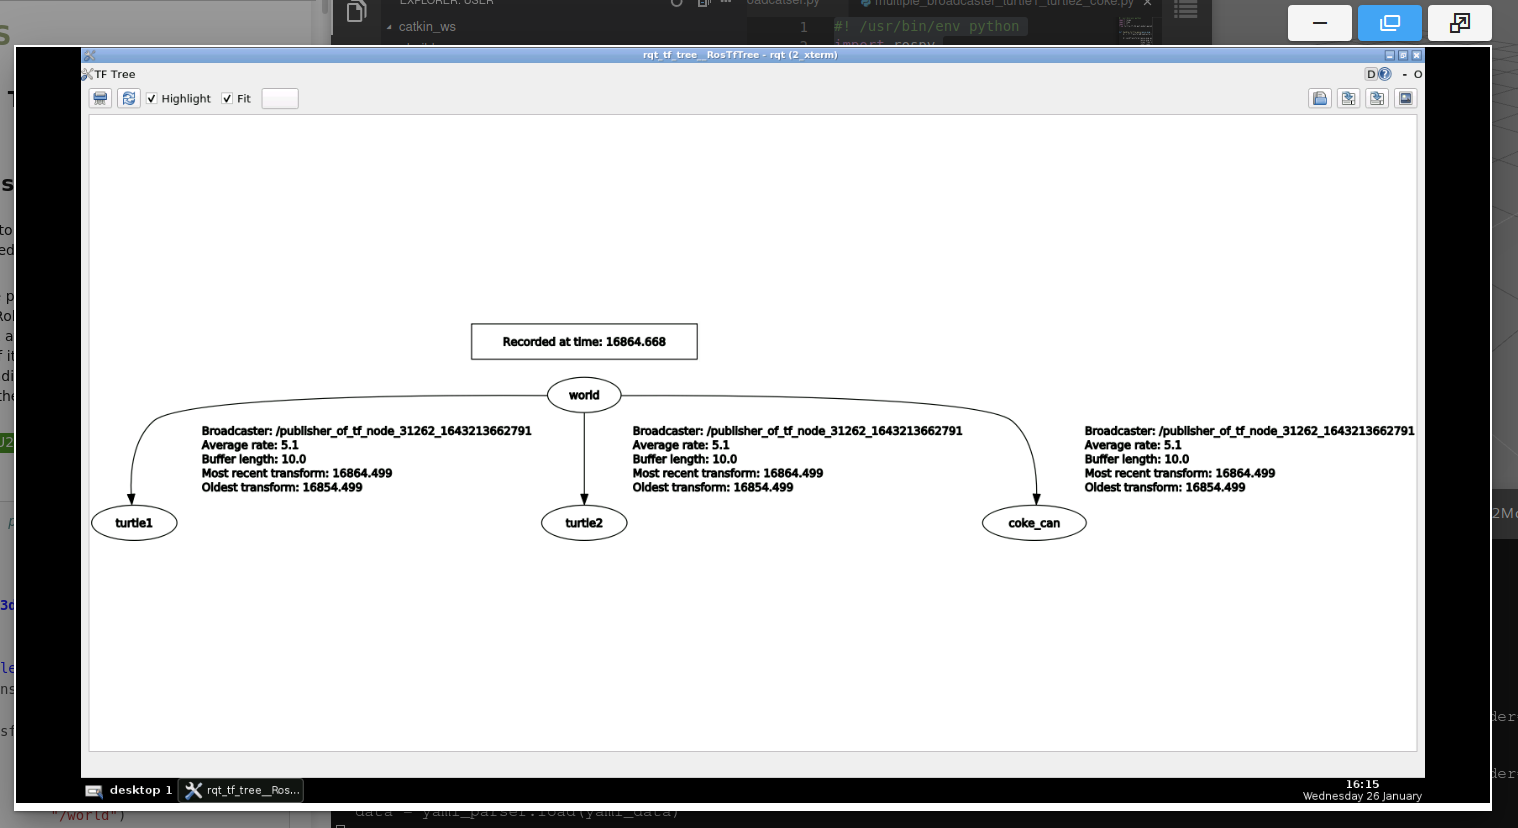 EXPLORER: USER
multiple_broadcaster_turtle1_turtle2_coke.py
catkin_ws
1 #! /usr/bin/env python
rqt_tf_tree__RosTfTree - rqt (2_xterm)
TF Tree
D ? - O
Highlight Fit
Recorded at time: 16864.668
world
Broadcaster: /publisher_of_tf_node_31262_1643213662791
Average rate: 5.1
Buffer length: 10.0
Most recent transform: 16864.499
Oldest transform: 16854.499
Broadcaster: /publisher_of_tf_node_31262_1643213662791
Average rate: 5.1
Buffer length: 10.0
Most recent transform: 16864.499
Oldest transform: 16854.499
Broadcaster: /publisher_of_tf_node_31262_1643213662791
Average rate: 5.1
Buffer length: 10.0
Most recent transform: 16864.499
Oldest transform: 16854.499
turtle1
turtle2
coke_can
desktop 1
rqt_tf_tree__Ros...
16:15
Wednesday 26 January
"/world")
data = yaml_parser.load(yaml_data)